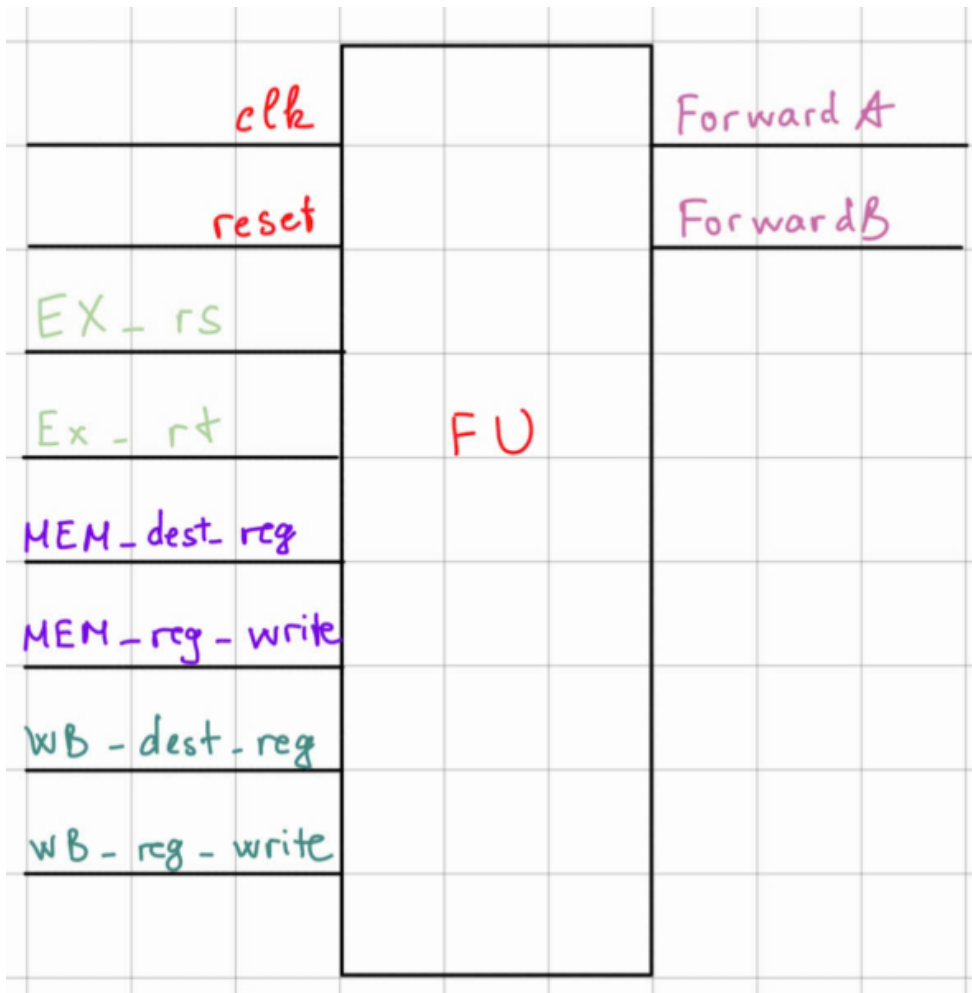 clk
reset
EX_rs
Ex_rt
MEM_dest_reg
MEM_reg_write
WB_dest_reg
WB_reg_write
FU
Forward A
ForwardB